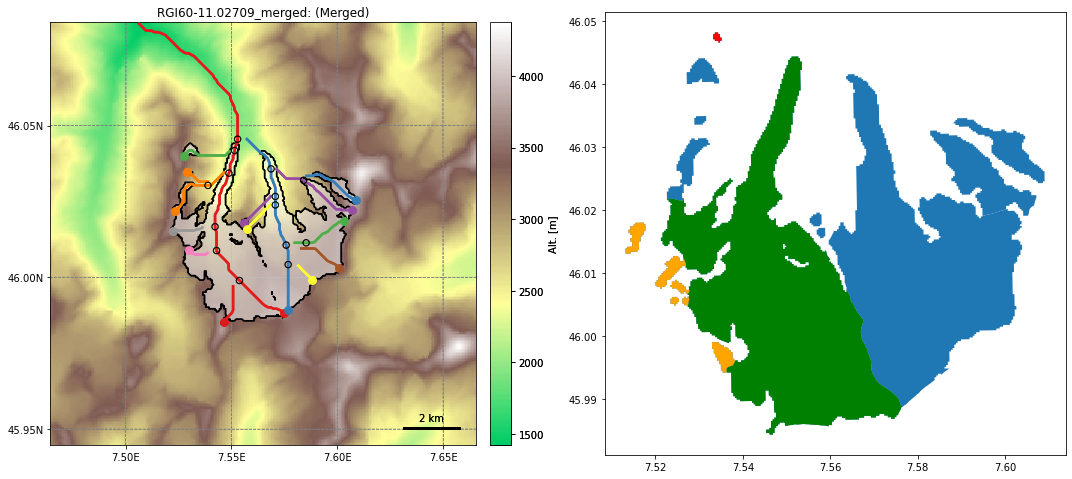 RGI60-11.02709_merged: (Merged)
46.05N
46.00N
45.95N
7.50E
7.55E
7.60E
7.65E
2 km
4000
3500
3000
2500
2000
1500
Alt. [m]
46.05
46.04
46.03
46.02
46.01
46.00
45.99
7.52
7.54
7.56
7.58
7.60